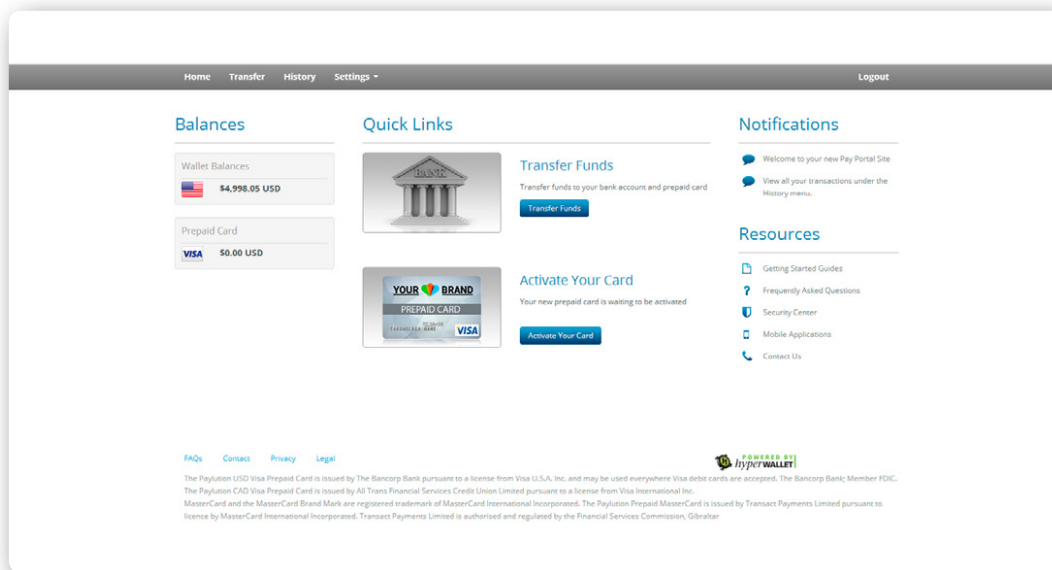 Home Transfer History Settings
Logout
Balances
Wallet Balances
$4,998.05 USD
Prepaid Card
VISA $0.00 USD
Quick Links
BANK
Transfer Funds
Transfer funds to your bank account and prepaid card
Transfer Funds
YOUR BRAND
PREPAID CARD
VISA
Activate Your Card
Your new prepaid card is waiting to be activated
Activate Your Card
Notifications
Welcome to your new Pay Portal Site
View all your transactions under the
History menu.
Resources
Getting Started Guides
? Frequently Asked Questions
Security Center
Mobile Applications
Contact Us
FAQs Contact Privacy Legal
POWERED BY
hyperWALLET
The Paylution USD Visa Prepaid Card is issued by The Bancorp Bank pursuant to a license from Visa U.S.A. Inc. and may be used everywhere Visa debit cards are accepted. The Bancorp Bank; Member FDIC.
The Paylution CAD Visa Prepaid Card is issued by All Trans Financial Services Credit Union Limited pursuant to a license from Visa International Inc.
MasterCard and the MasterCard Brand Mark are registered trademark of MasterCard International Incorporated. The Paylution Prepaid MasterCard is issued by Transact Payments Limited pursuant to
licence by MasterCard International Incorporated. Transact Payments Limited is authorised and regulated by the Financial Services Commission, Gibraltar